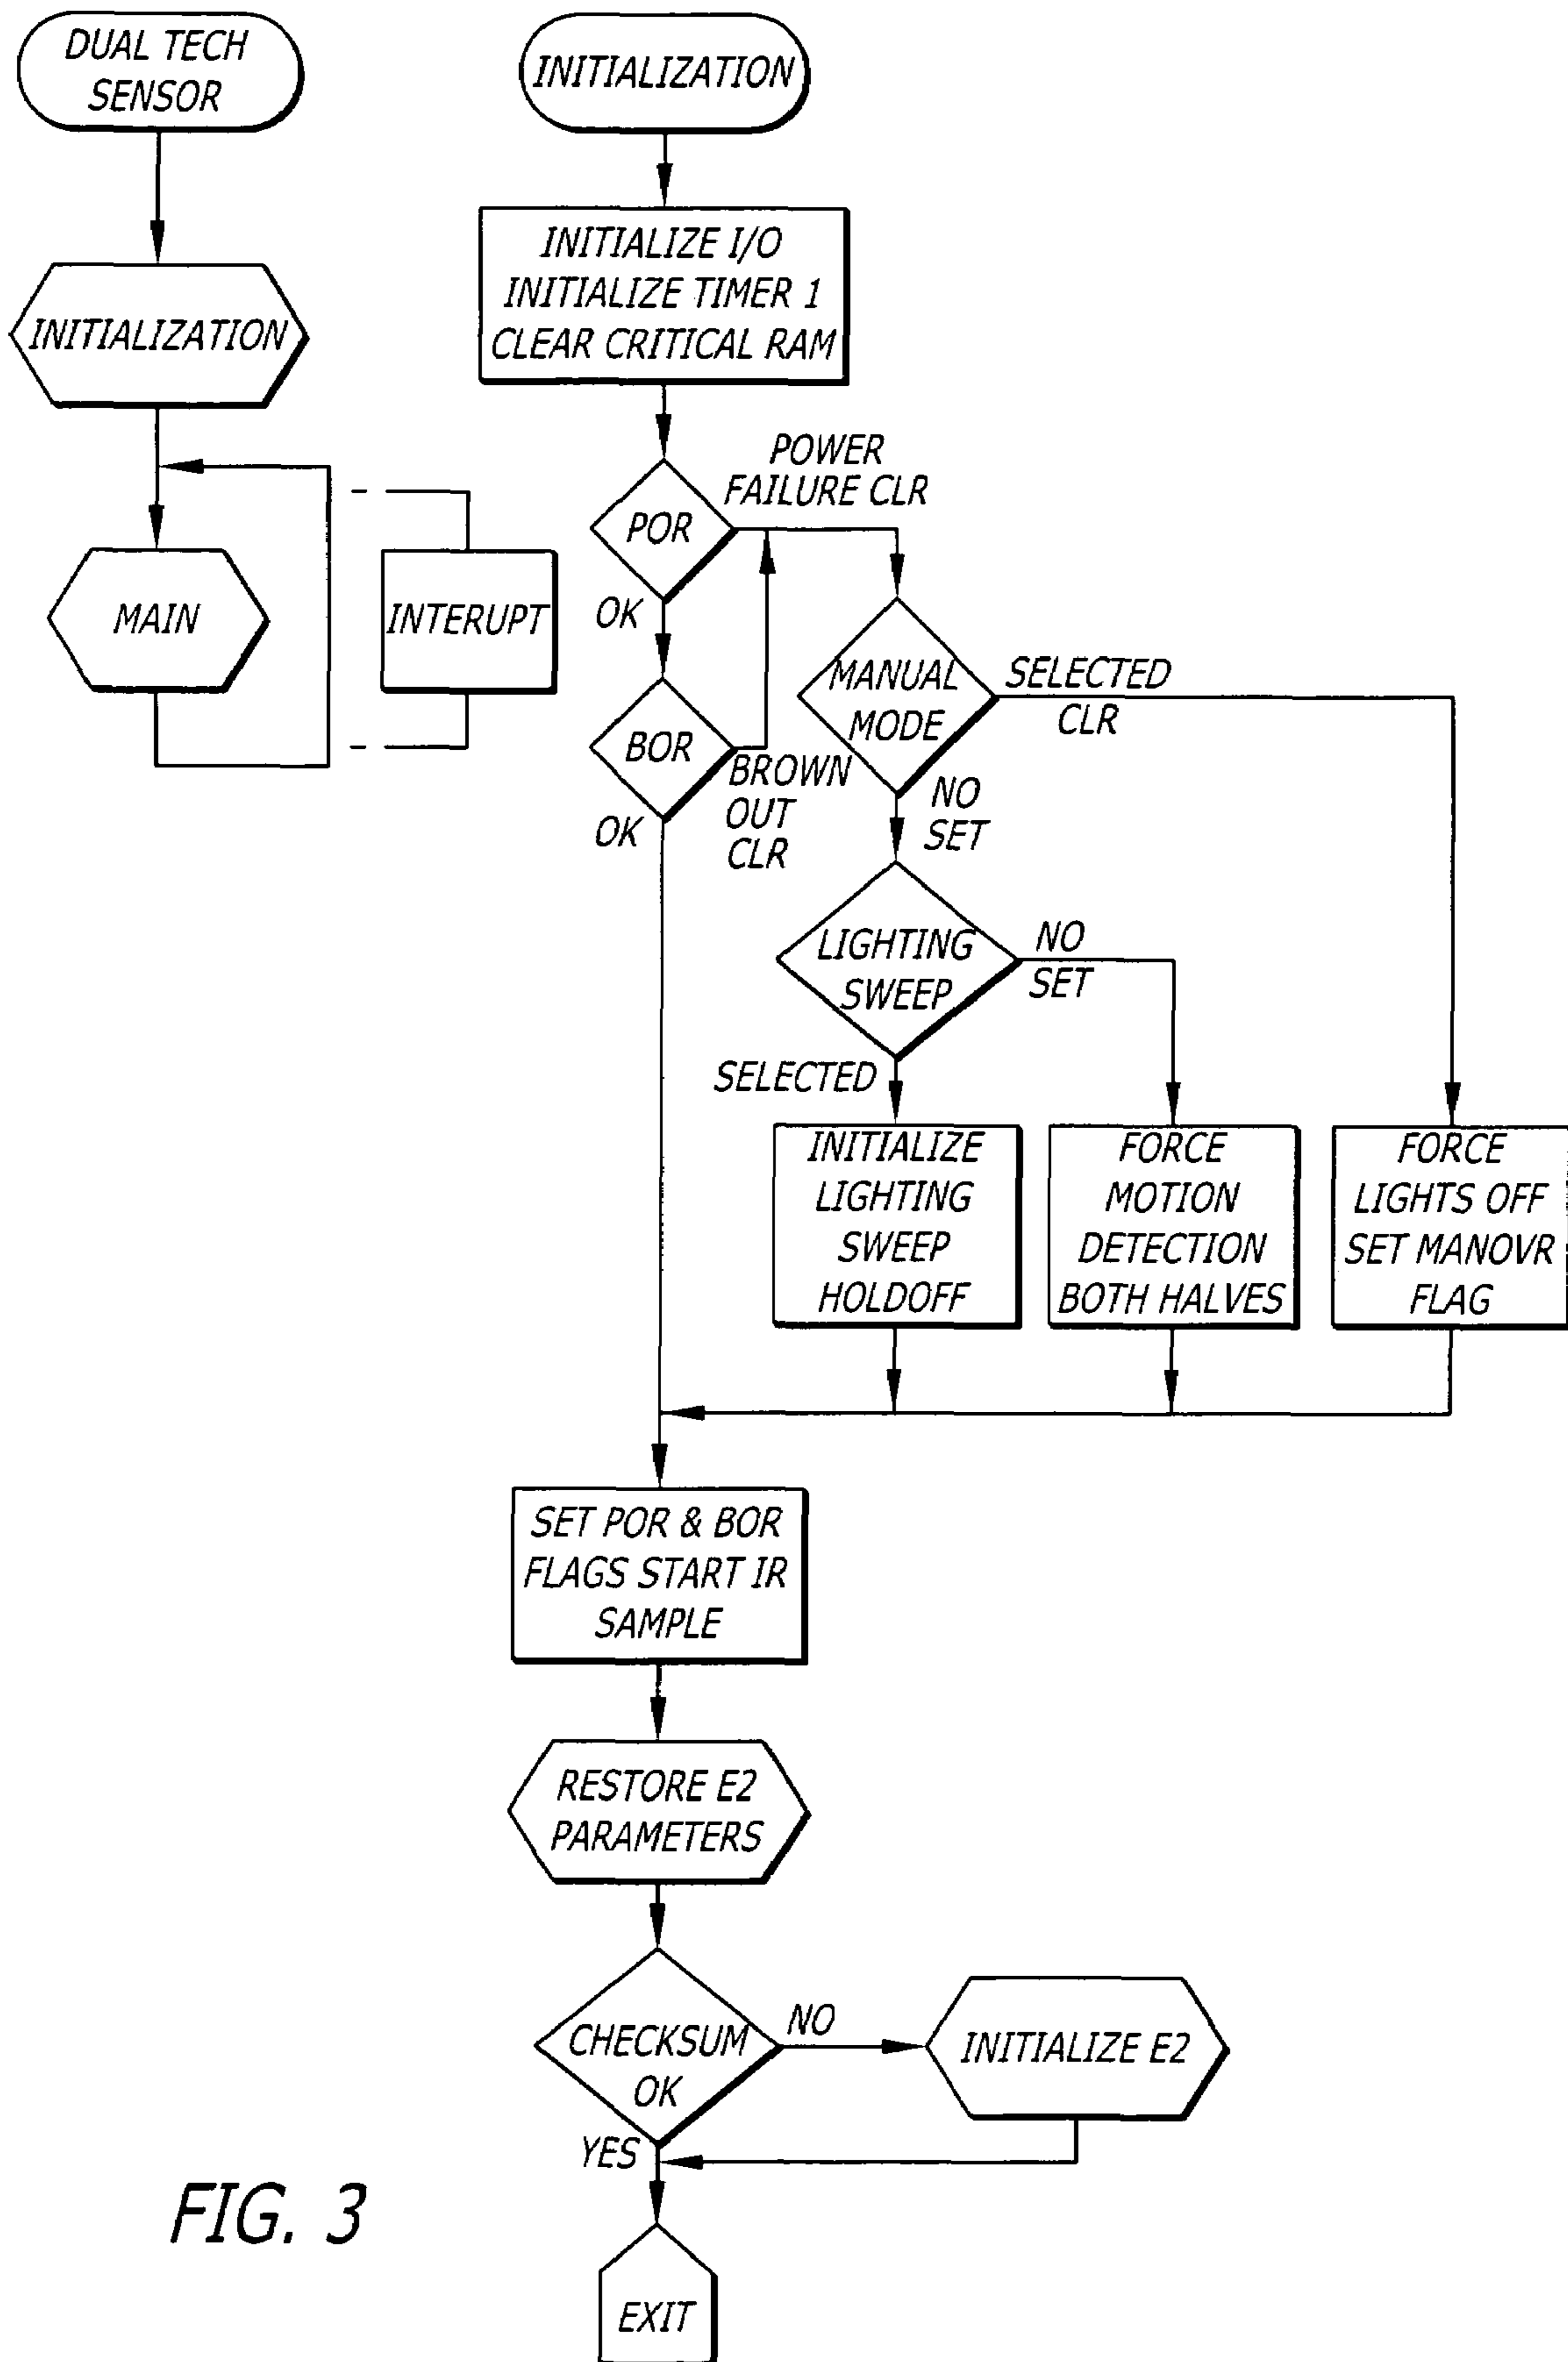 DUAL TECH
SENSOR
INITIALIZATION
MAIN
INTERUPT
INITIALIZATION
INITIALIZE I/O
INITIALIZE TIMER 1
CLEAR CRITICAL RAM
POR
POWER
FAILURE CLR
OK
BOR
BROWN
OUT
CLR
OK
MANUAL
MODE
SELECTED
CLR
NO
SET
LIGHTING
SWEEP
NO
SET
SELECTED
INITIALIZE
LIGHTING
SWEEP
HOLDOFF
FORCE
MOTION
DETECTION
BOTH HALVES
FORCE
LIGHTS OFF
SET MANOVR
FLAG
SET POR & BOR
FLAGS START IR
SAMPLE
RESTORE E2
PARAMETERS
CHECKSUM
OK
NO
INITIALIZE E2
YES
EXIT
FIG. 3